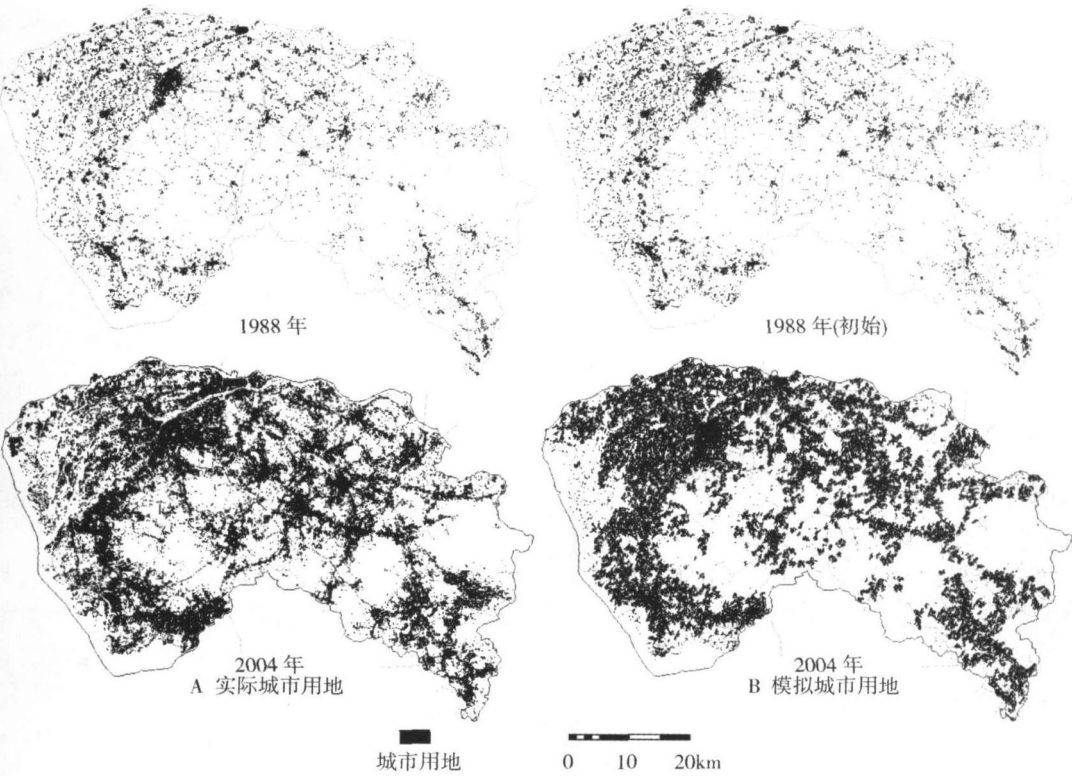 1988 年
1988 年(初始)
2004 年
A 实际城市用地
2004 年
B 模拟城市用地
城市用地
0 10 20km